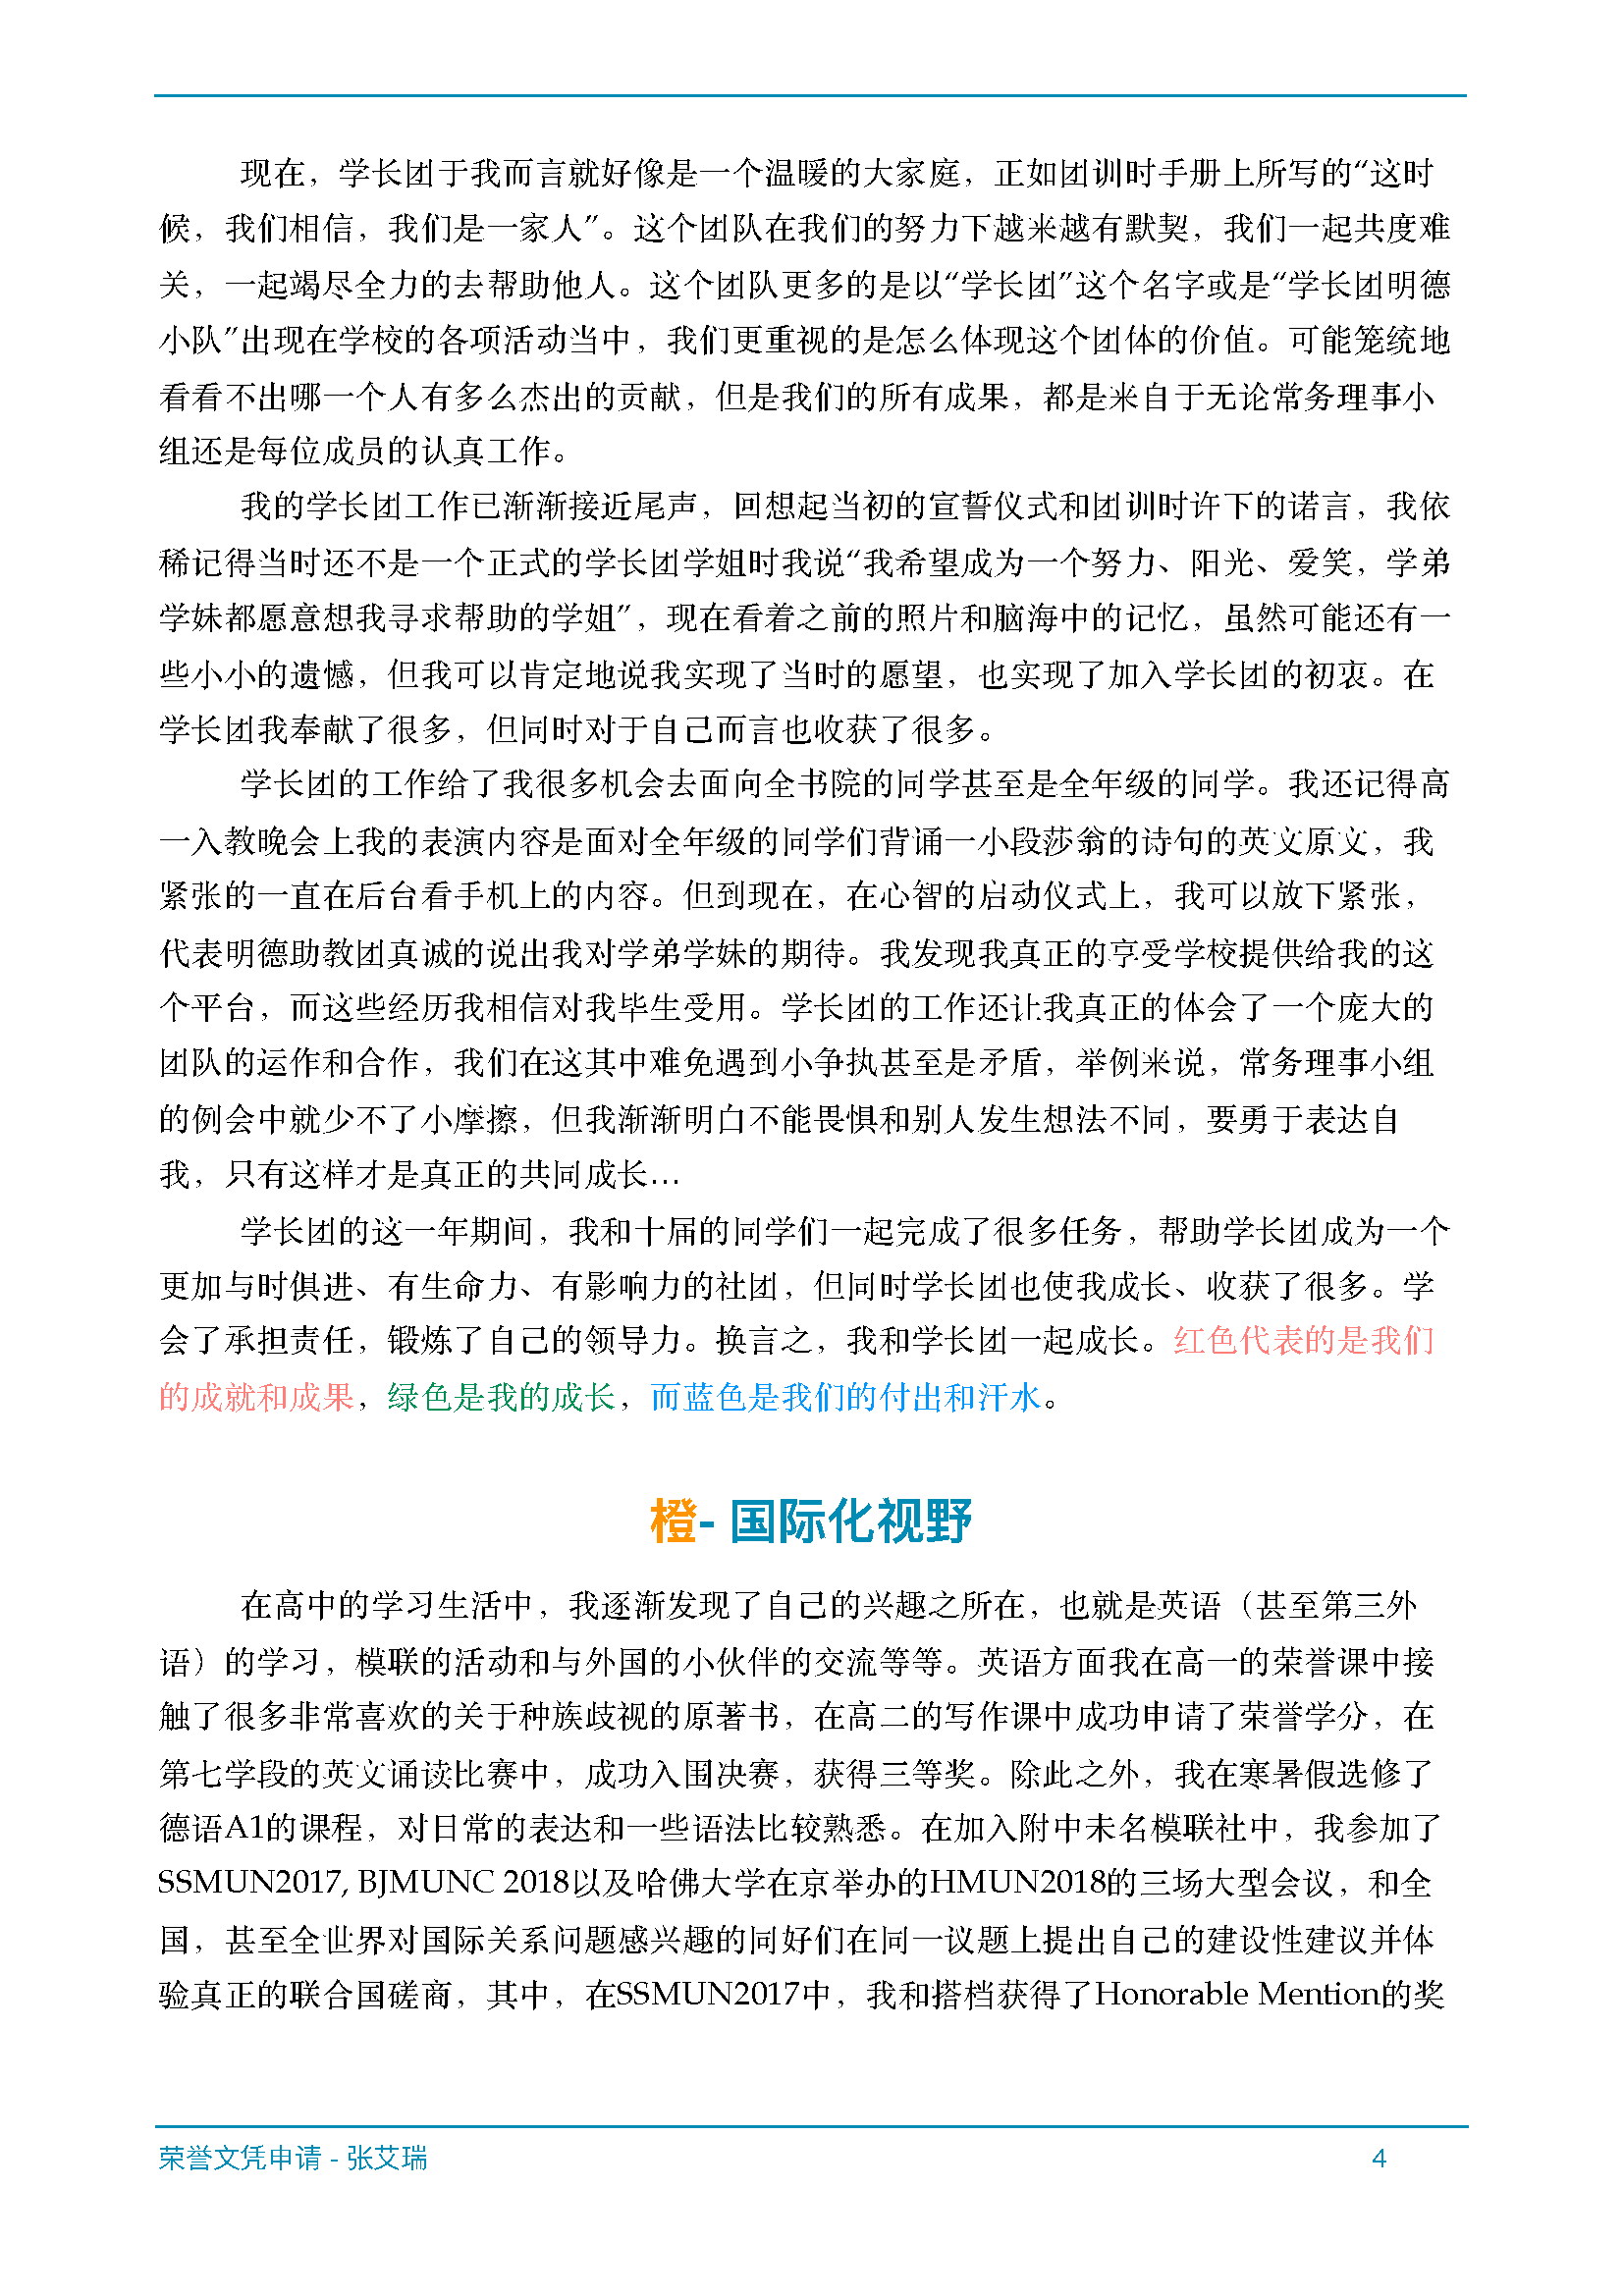 现在，学长团于我而言就好像是一个温暖的大家庭，正如团训时手册上所写的“这时
候，我们相信，我们是一家人”。这个团队在我们的努力下越来越有默契，我们一起共度难
关，一起竭尽全力的去帮助他人。这个团队更多的是以“学长团”这个名字或是“学长团明德
小队”出现在学校的各项活动当中，我们更重视的是怎么体现这个团体的价值。可能笼统地
看看不出哪一个人有多么杰出的贡献，但是我们的所有成果，都是来自于无论常务理事小
组还是每位成员的认真工作。
我的学长团工作已渐渐接近尾声，回想起当初的宣誓仪式和团训时许下的诺言，我依
稀记得当时还不是一个正式的学长团学姐时我说“我希望成为一个努力、阳光、爱笑，学弟
学妹都愿意想我寻求帮助的学姐”，现在看着之前的照片和脑海中的记忆，虽然可能还有一
些小小的遗憾，但我可以肯定地说我实现了当时的愿望，也实现了加入学长团的初衷。在
学长团我奉献了很多，但同时对于自己而言也收获了很多。
学长团的工作给了我很多机会去面向全书院的同学甚至是全年级的同学。我还记得高
一入教晚会上我的表演内容是面对全年级的同学们背诵一小段莎翁的诗句的英文原文，我
紧张的一直在后台看手机上的内容。但到现在，在心智的启动仪式上，我可以放下紧张，
代表明德助教团真诚的说出我对学弟学妹的期待。我发现我真正的享受学校提供给我的这
个平台，而这些经历我相信对我毕生受用。学长团的工作还让我真正的体会了一个庞大的
团队的运作和合作，我们在这其中难免遇到小争执甚至是矛盾，举例来说，常务理事小组
的例会中就少不了小摩擦，但我渐渐明白不能畏惧和别人发生想法不同，要勇于表达自
我，只有这样才是真正的共同成长…
学长团的这一年期间，我和十届的同学们一起完成了很多任务，帮助学长团成为一个
更加与时俱进、有生命力、有影响力的社团，但同时学长团也使我成长、收获了很多。学
会了承担责任，锻炼了自己的领导力。换言之，我和学长团一起成长。红色代表的是我们
的成就和成果，绿色是我的成长，而蓝色是我们的付出和汗水。
橙- 国际化视野
在高中的学习生活中，我逐渐发现了自己的兴趣之所在，也就是英语（甚至第三外
语）的学习，模联的活动和与外国的小伙伴的交流等等。英语方面我在高一的荣誉课中接
触了很多非常喜欢的关于种族歧视的原著书，在高二的写作课中成功申请了荣誉学分，在
第七学段的英文诵读比赛中，成功入围决赛，获得三等奖。除此之外，我在寒暑假选修了
德语A1的课程，对日常的表达和一些语法比较熟悉。在加入附中未名模联社中，我参加了
SSMUN2017, BJMUNC 2018以及哈佛大学在京举办的HMUN2018的三场大型会议，和全
国，甚至全世界对国际关系问题感兴趣的同好们在同一议题上提出自己的建设性建议并体
验真正的联合国磋商，其中，在SSMUN2017中，我和搭档获得了Honorable Mention的奖
荣誉文凭申请 - 张艾瑞 4